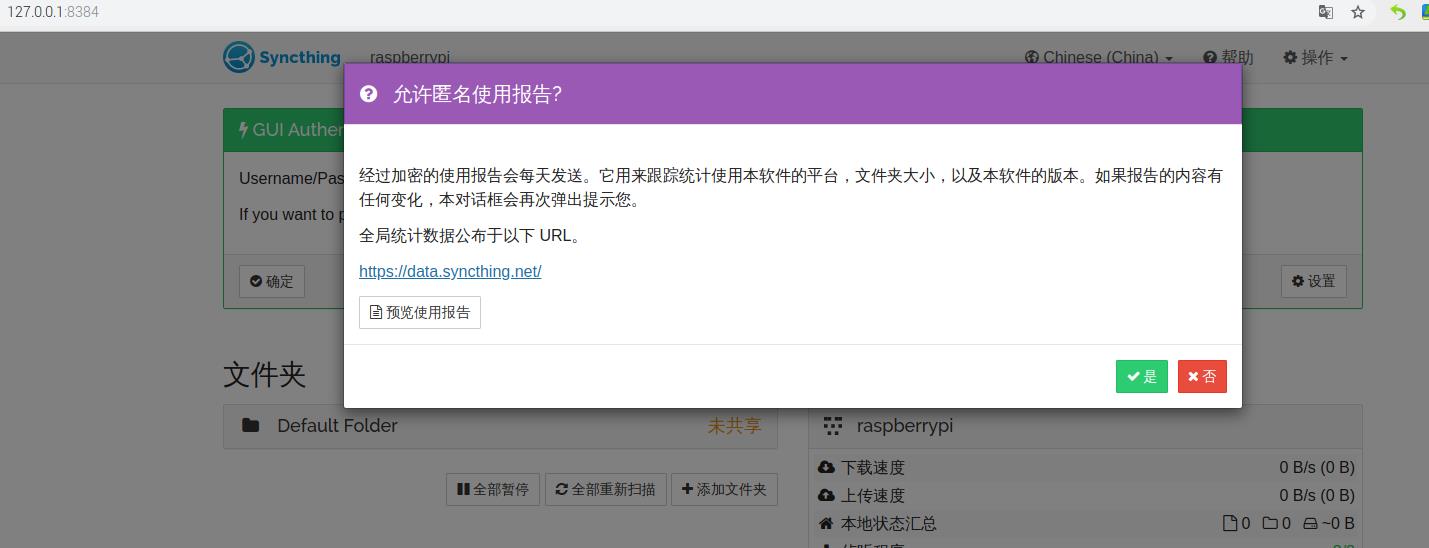 127.0.0.1:8384
Syncthing
raspberrypi
Chinese (China)
帮助
操作
允许匿名使用报告?
GUI Authen
Username/Pas
If you want to p
经过加密的使用报告会每天发送。它用来跟踪统计使用本软件的平台，文件夹大小，以及本软件的版本。如果报告的内容有
任何变化，本对话框会再次弹出提示您。
全局统计数据公布于以下 URL。
https://data.syncthing.net/
确定
设置
预览使用报告
是
否
文件夹
Default Folder
未共享
raspberrypi
全部暂停
全部重新扫描
添加文件夹
下载速度
0 B/s (0 B)
上传速度
0 B/s (0 B)
本地状态汇总
0
0
~0 B